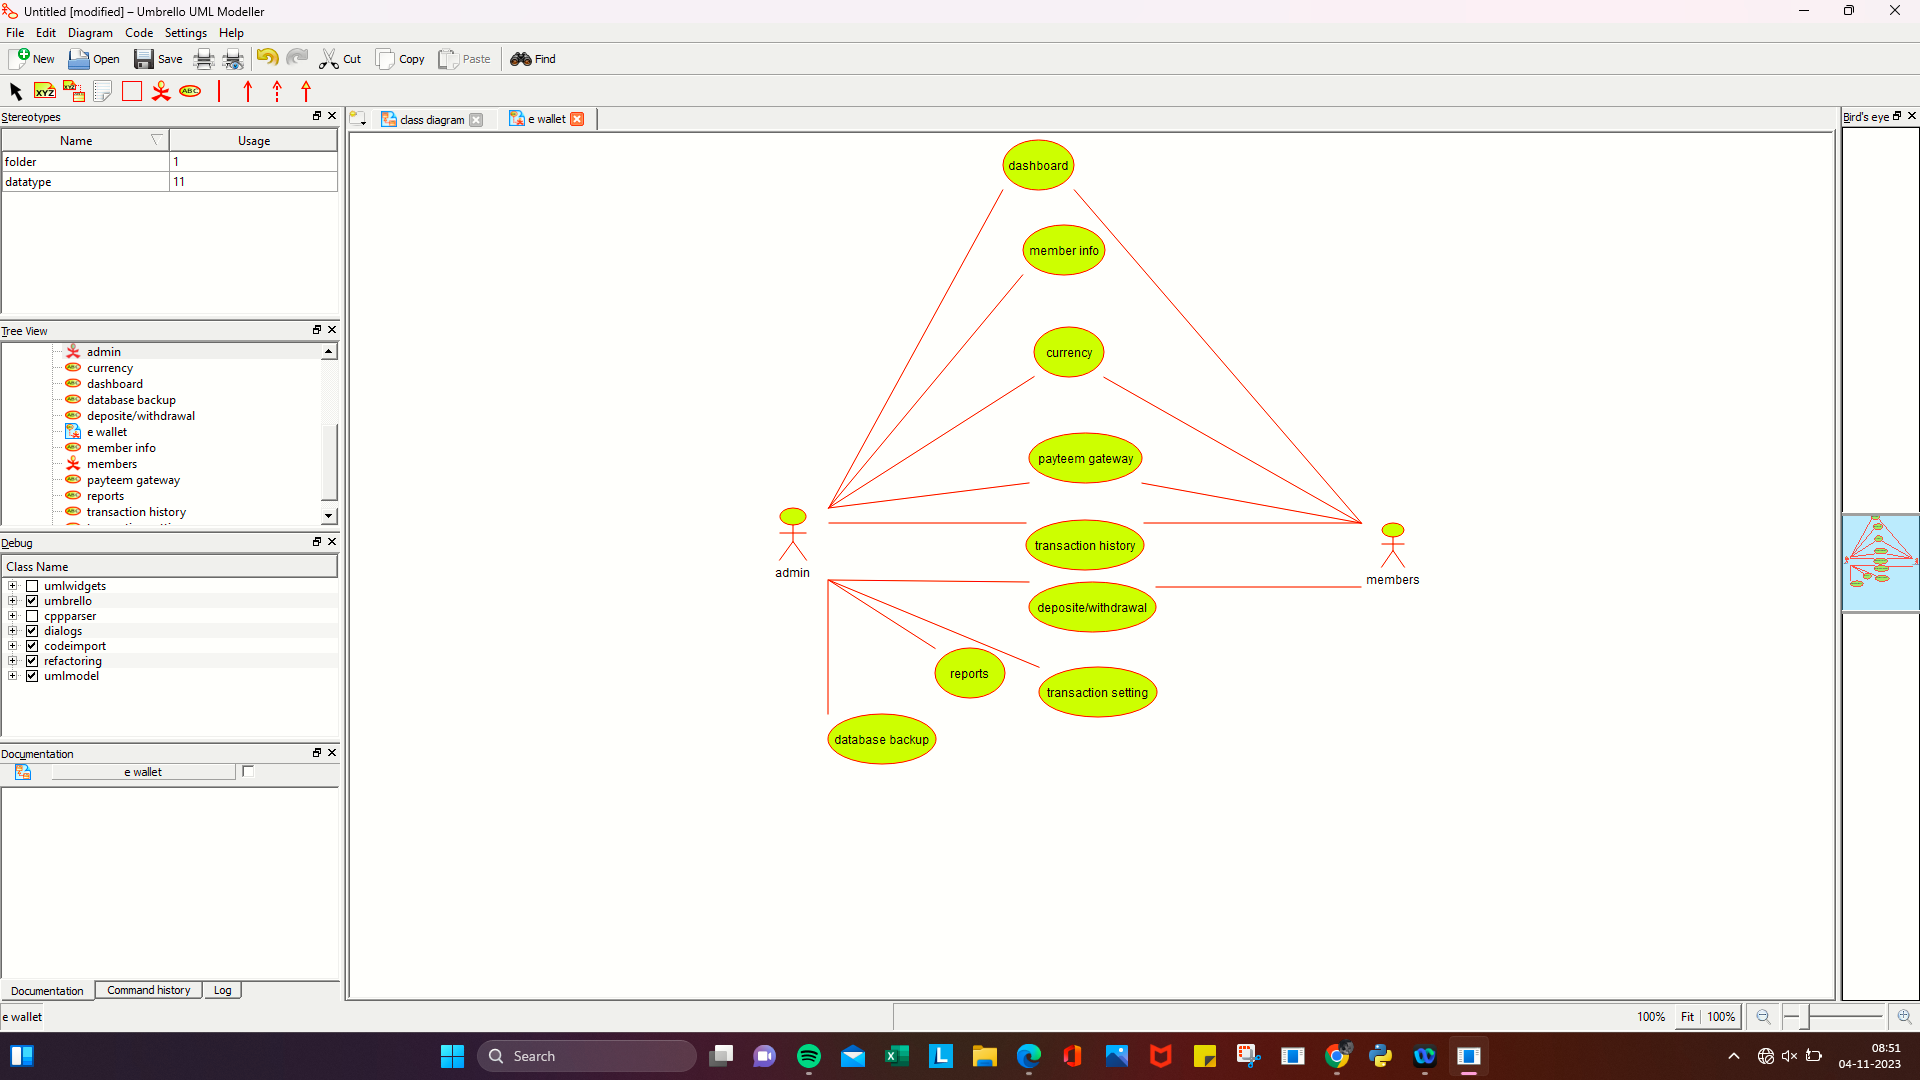 Untitled [modified] – Umbrello UML Modeller
File Edit Diagram Code Settings Help
New Open Save Cut Copy Paste Find
XYZ XYZ ABC
Stereotypes
Name Usage
folder 1
datatype 11
Tree View
admin
currency
dashboard
database backup
deposite/withdrawal
e wallet
member info
members
payteem gateway
reports
transaction history
Debug
Class Name
umlwidgets
umbrello
cppparser
dialogs
codeimport
refactoring
umlmodel
Documentation
e wallet
Documentation Command history Log
e wallet
class diagram
e wallet
dashboard
member info
currency
payteem gateway
transaction history
admin
members
deposite/withdrawal
reports
transaction setting
database backup
Bird's eye
100% Fit 100%
Search
08:51
04-11-2023